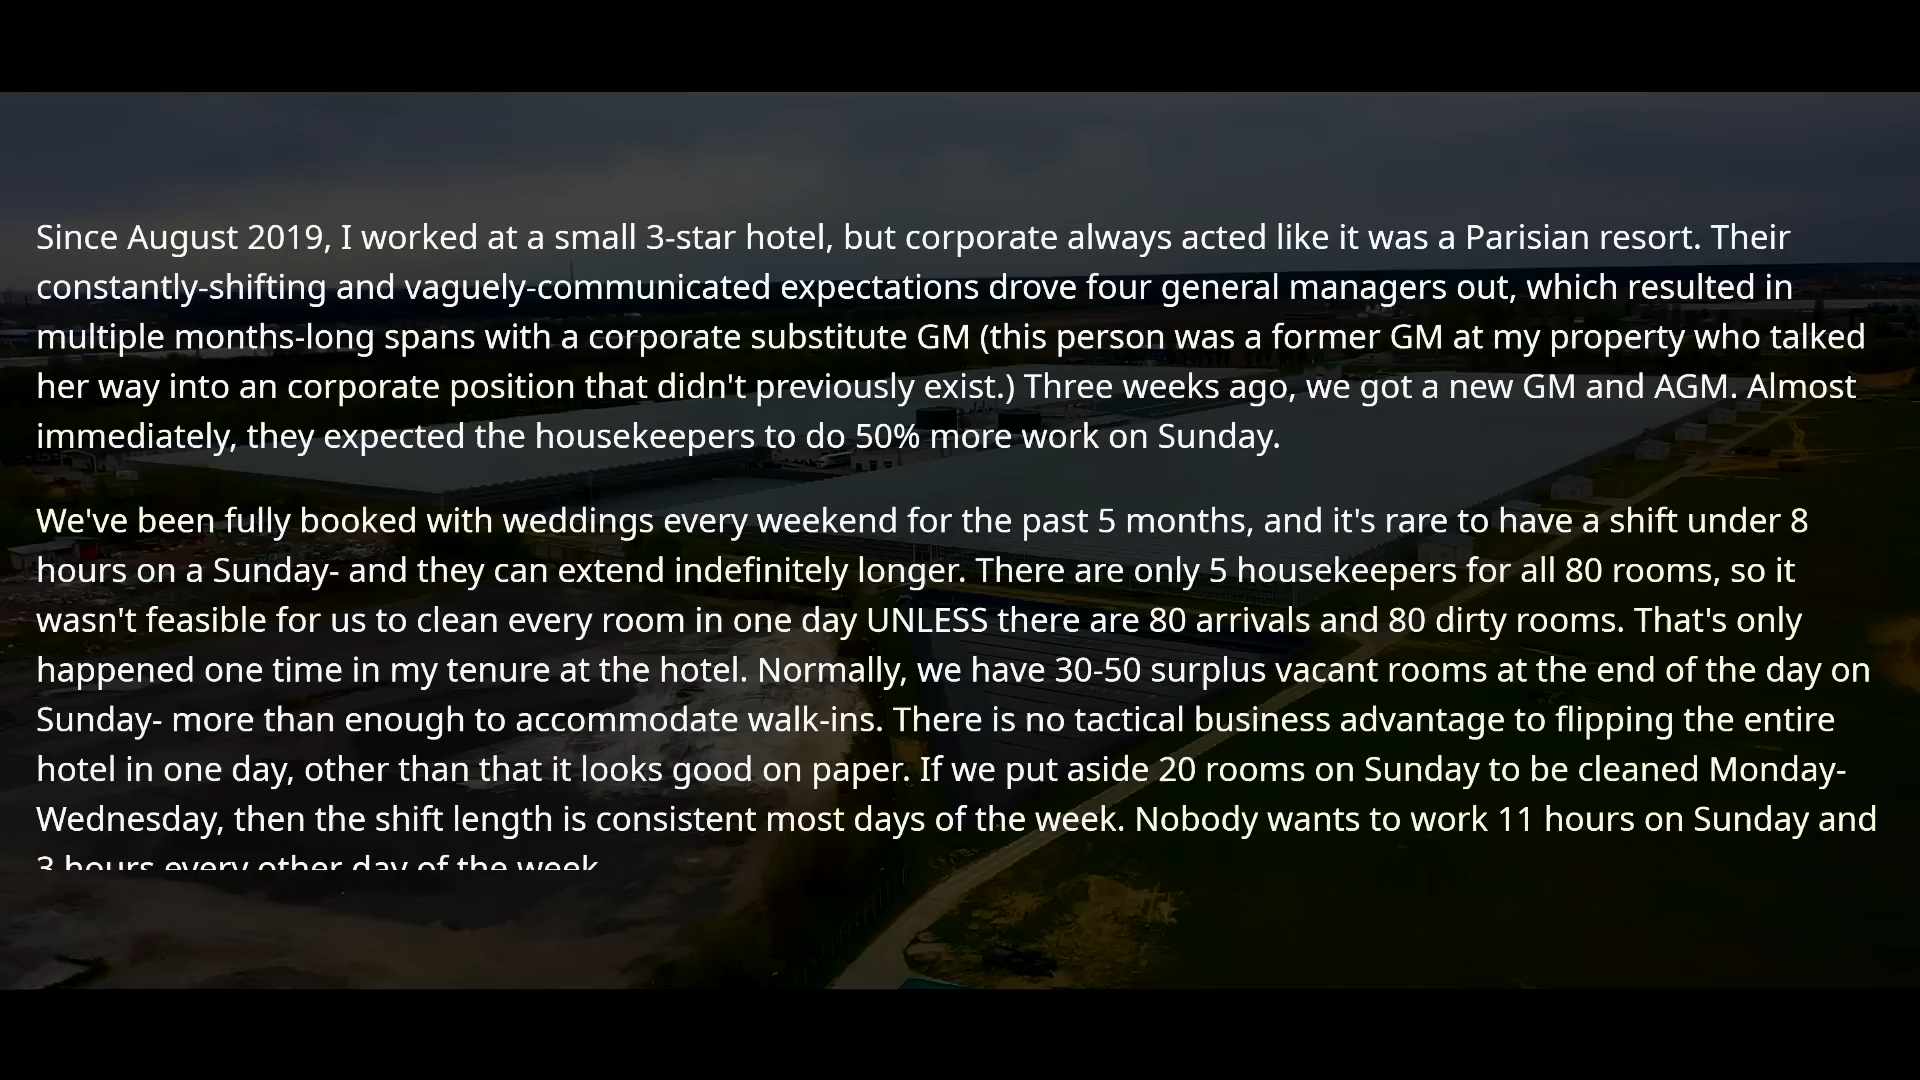 Since August 2019, I worked at a small 3-star hotel, but corporate always acted like it was a Parisian resort. Their
constantly-shifting and vaguely-communicated expectations drove four general managers out, which resulted in
multiple months-long spans with a corporate substitute GM (this person was a former GM at my property who talked
her way into an corporate position that didn't previously exist.) Three weeks ago, we got a new GM and AGM. Almost
immediately, they expected the housekeepers to do 50% more work on Sunday.
We've been fully booked with weddings every weekend for the past 5 months, and it's rare to have a shift under 8
hours on a Sunday- and they can extend indefinitely longer. There are only 5 housekeepers for all 80 rooms, so it
wasn't feasible for us to clean every room in one day UNLESS there are 80 arrivals and 80 dirty rooms. That's only
happened one time in my tenure at the hotel. Normally, we have 30-50 surplus vacant rooms at the end of the day on
Sunday- more than enough to accommodate walk-ins. There is no tactical business advantage to flipping the entire
hotel in one day, other than that it looks good on paper. If we put aside 20 rooms on Sunday to be cleaned Monday-
Wednesday, then the shift length is consistent most days of the week. Nobody wants to work 11 hours on Sunday and
3 hours every other day of the week